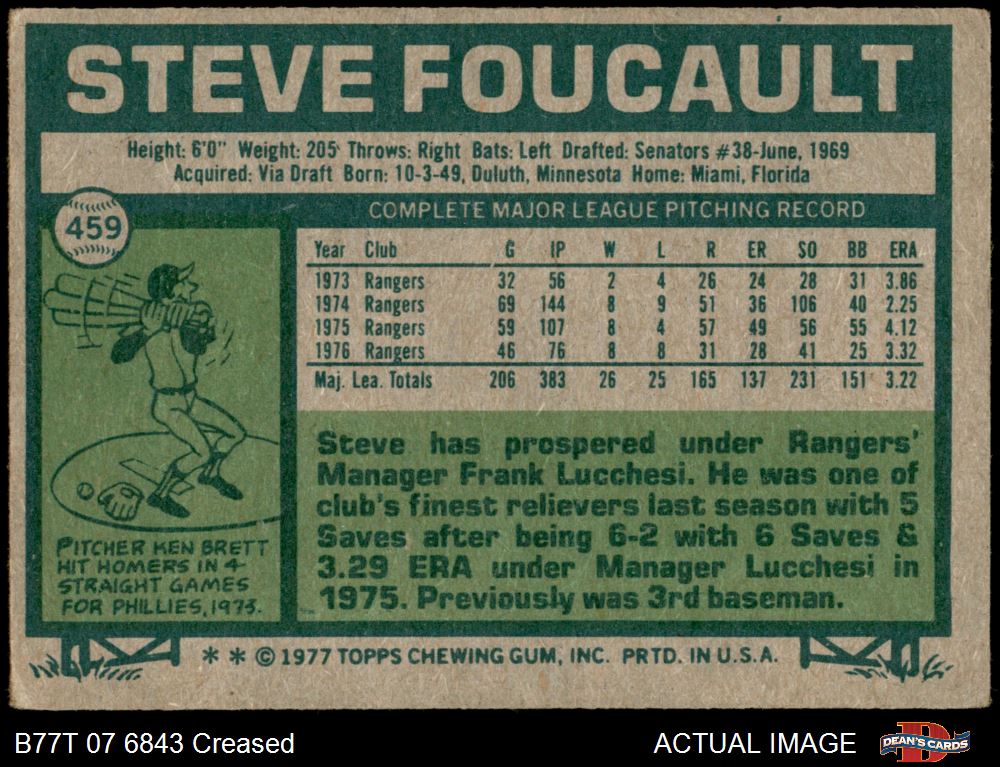 STEVE FOUCAULT
Height: 6'0" Weight: 205 Throws: Right Bats: Left Drafted: Senators #38-June, 1969
Acquired: Via Draft Born: 10-3-49, Duluth, Minnesota Home: Miami, Florida
459
COMPLETE MAJOR LEAGUE PITCHING RECORD
Year Club G IP W L R ER SO BB ERA
1973 Rangers 32 56 2 4 26 24 28 31 3.86
1974 Rangers 69 144 8 9 51 36 106 40 2.25
1975 Rangers 59 107 8 4 57 49 56 55 4.12
1976 Rangers 46 76 8 8 31 28 41 25 3.32
Maj. Lea. Totals 206 383 26 25 165 137 231 151 3.22
Steve has prospered under Rangers'
Manager Frank Lucchesi. He was one of
club's finest relievers last season with 5
Saves after being 6-2 with 6 Saves &
3.29 ERA under Manager Lucchesi in
1975. Previously was 3rd baseman.
PITCHER KEN BRETT
HIT HOMERS IN 4
STRAIGHT GAMES
FOR PHILLIES, 1973.
* * © 1977 TOPPS CHEWING GUM, INC. PRTD. IN U.S.A.
B77T 07 6843 Creased
ACTUAL IMAGE
D
DEAN'S CARDS